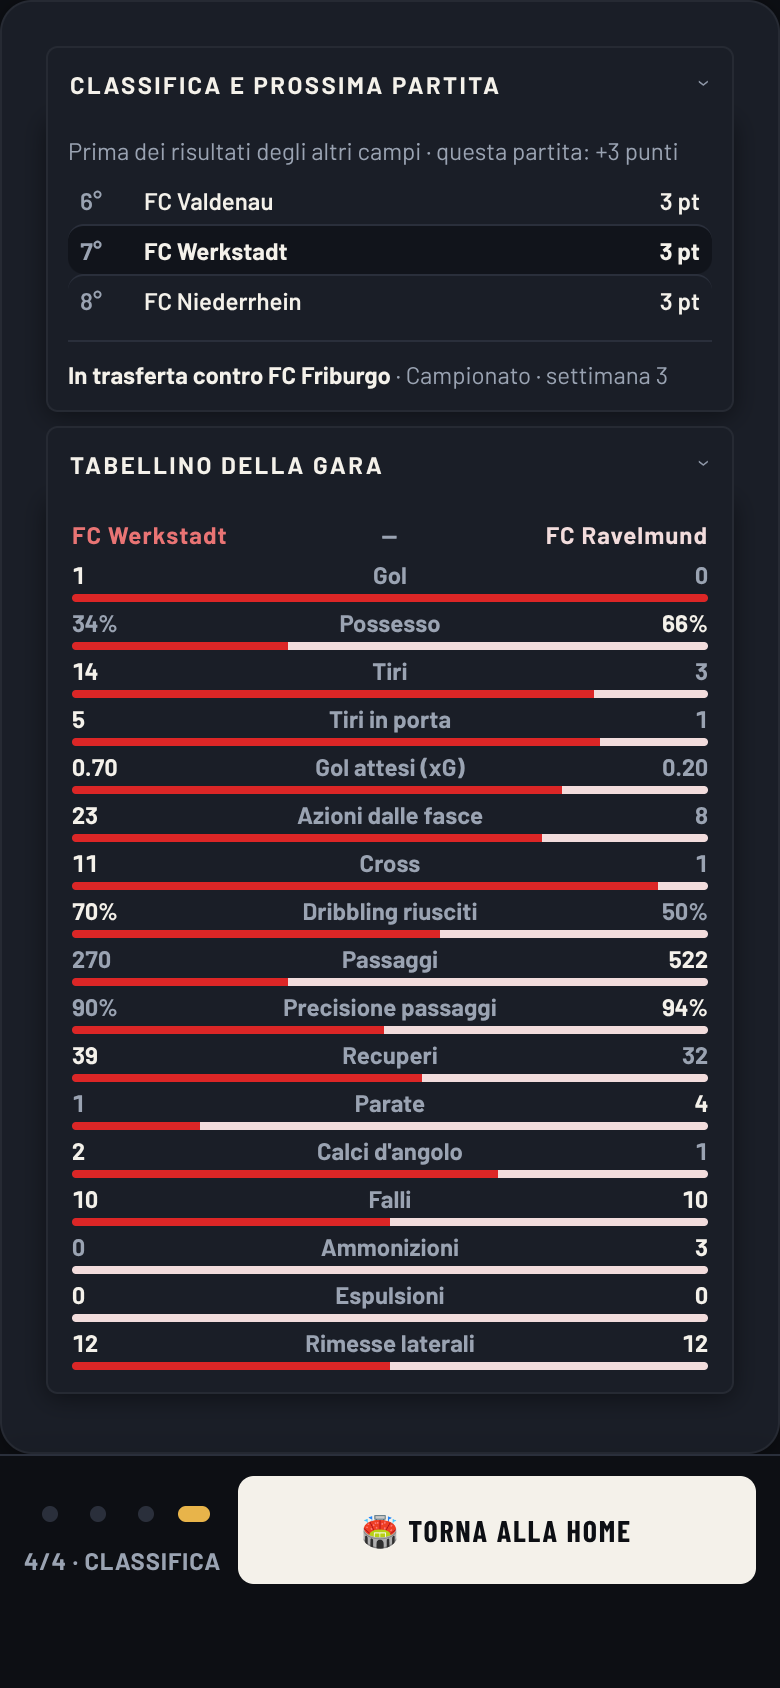 CLASSIFICA E PROSSIMA PARTITA
Prima dei risultati degli altri campi · questa partita: +3 punti
6° FC Valdenau 3 pt
7° FC Werkstadt 3 pt
8° FC Niederrhein 3 pt
In trasferta contro FC Friburgo · Campionato · settimana 3
TABELLINO DELLA GARA
FC Werkstadt – FC Ravelmund
1 Gol 0
34% Possesso 66%
14 Tiri 3
5 Tiri in porta 1
0.70 Gol attesi (xG) 0.20
23 Azioni dalle fasce 8
11 Cross 1
70% Dribbling riusciti 50%
270 Passaggi 522
90% Precisione passaggi 94%
39 Recuperi 32
1 Parate 4
2 Calci d'angolo 1
10 Falli 10
0 Ammonizioni 3
0 Espulsioni 0
12 Rimesse laterali 12
4/4 · CLASSIFICA
TORNA ALLA HOME